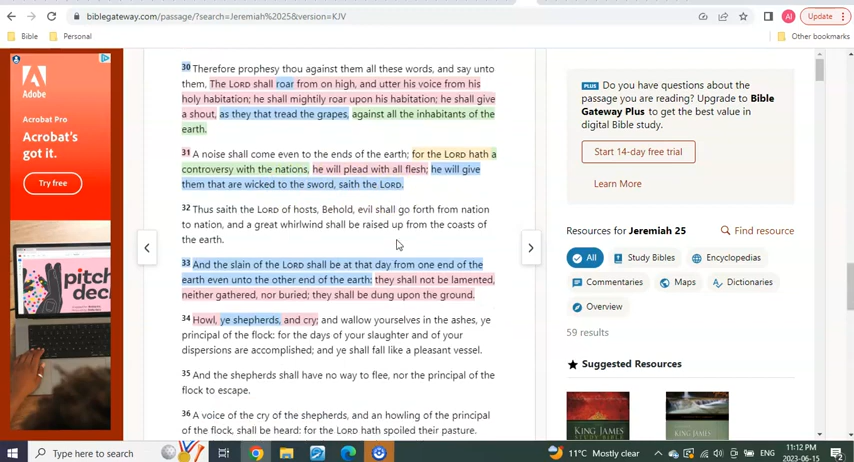 biblegateway.com/passage/?search=Jeremiah%2025&version=KJV
AI
Update
Bible
Personal
Other bookmarks
30 Therefore prophesy thou against them all these words, and say unto
them, The LORD shall roar from on high, and utter his voice from his
holy habitation; he shall mightily roar upon his habitation; he shall give
a shout, as they that tread the grapes, against all the inhabitants of the
earth.
31 A noise shall come even to the ends of the earth; for the LORD hath a
controversy with the nations, he will plead with all flesh; he will give
them that are wicked to the sword, saith the LORD.
32 Thus saith the LORD of hosts, Behold, evil shall go forth from nation
to nation, and a great whirlwind shall be raised up from the coasts of
the earth.
33 And the slain of the LORD shall be at that day from one end of the
earth even unto the other end of the earth: they shall not be lamented,
neither gathered, nor buried; they shall be dung upon the ground.
34 Howl, ye shepherds, and cry; and wallow yourselves in the ashes, ye
principal of the flock: for the days of your slaughter and of your
dispersions are accomplished; and ye shall fall like a pleasant vessel.
35 And the shepherds shall have no way to flee, nor the principal of the
flock to escape.
36 A voice of the cry of the shepherds, and an howling of the principal
of the flock, shall be heard: for the LORD hath spoiled their pasture.
Adobe
Acrobat Pro
Acrobat's
got it.
Try free
pitch
deck
PLUS Do you have questions about the
passage you are reading? Upgrade to Bible
Gateway Plus to get the best value in
digital Bible study.
Start 14-day free trial
Learn More
Resources for Jeremiah 25
Find resource
All
Study Bibles
Encyclopedias
Commentaries
Maps
Dictionaries
Overview
59 results
Suggested Resources
KING JAMES
KING JAMES
Type here to search
11°C Mostly clear
ENG
11:12 PM
2023-06-15
2